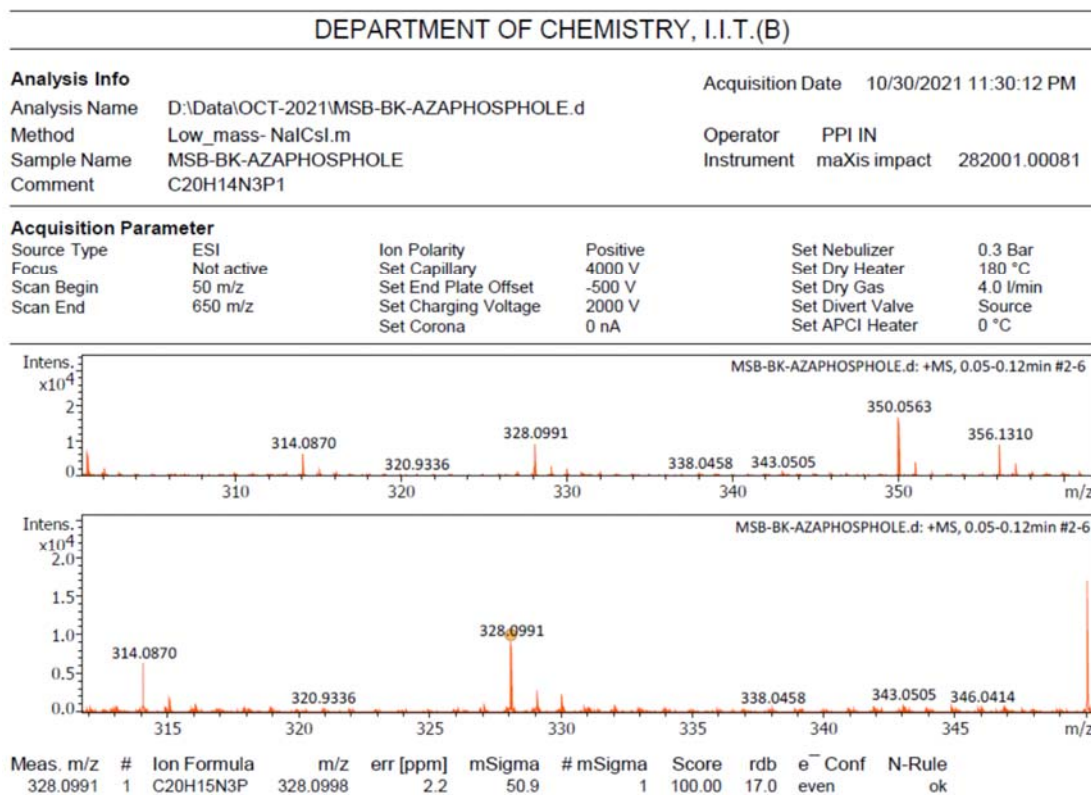 DEPARTMENT OF CHEMISTRY, I.I.T.(B)
Analysis Info
Acquisition Date 10/30/2021 11:30:12 PM
Analysis Name D:\Data\OCT-2021\MSB-BK-AZAPHOSPHOLE.d
Method Low_mass- NaICsI.m Operator PPI IN
Sample Name MSB-BK-AZAPHOSPHOLE Instrument maXis impact 282001.00081
Comment C20H14N3P1
Acquisition Parameter
Source Type ESI Ion Polarity Positive Set Nebulizer 0.3 Bar
Focus Not active Set Capillary 4000 V Set Dry Heater 180 °C
Scan Begin 50 m/z Set End Plate Offset -500 V Set Dry Gas 4.0 l/min
Scan End 650 m/z Set Charging Voltage 2000 V Set Divert Valve Source
Set Corona 0 nA Set APCI Heater 0 °C
Intens.
x10⁴
MSB-BK-AZAPHOSPHOLE.d: +MS, 0.05-0.12min #2-6
2
1
0
314.0870
320.9336
328.0991
338.0458
343.0505
350.0563
356.1310
310 320 330 340 350 m/z
Intens.
x10⁴
MSB-BK-AZAPHOSPHOLE.d: +MS, 0.05-0.12min #2-6
2.0
1.5
1.0
0.5
0.0
314.0870
320.9336
328.0991
338.0458
343.0505
346.0414
315 320 325 330 335 340 345 m/z
Meas. m/z # Ion Formula m/z err [ppm] mSigma # mSigma Score rdb e⁻ Conf N-Rule
328.0991 1 C20H15N3P 328.0998 2.2 50.9 1 100.00 17.0 even ok